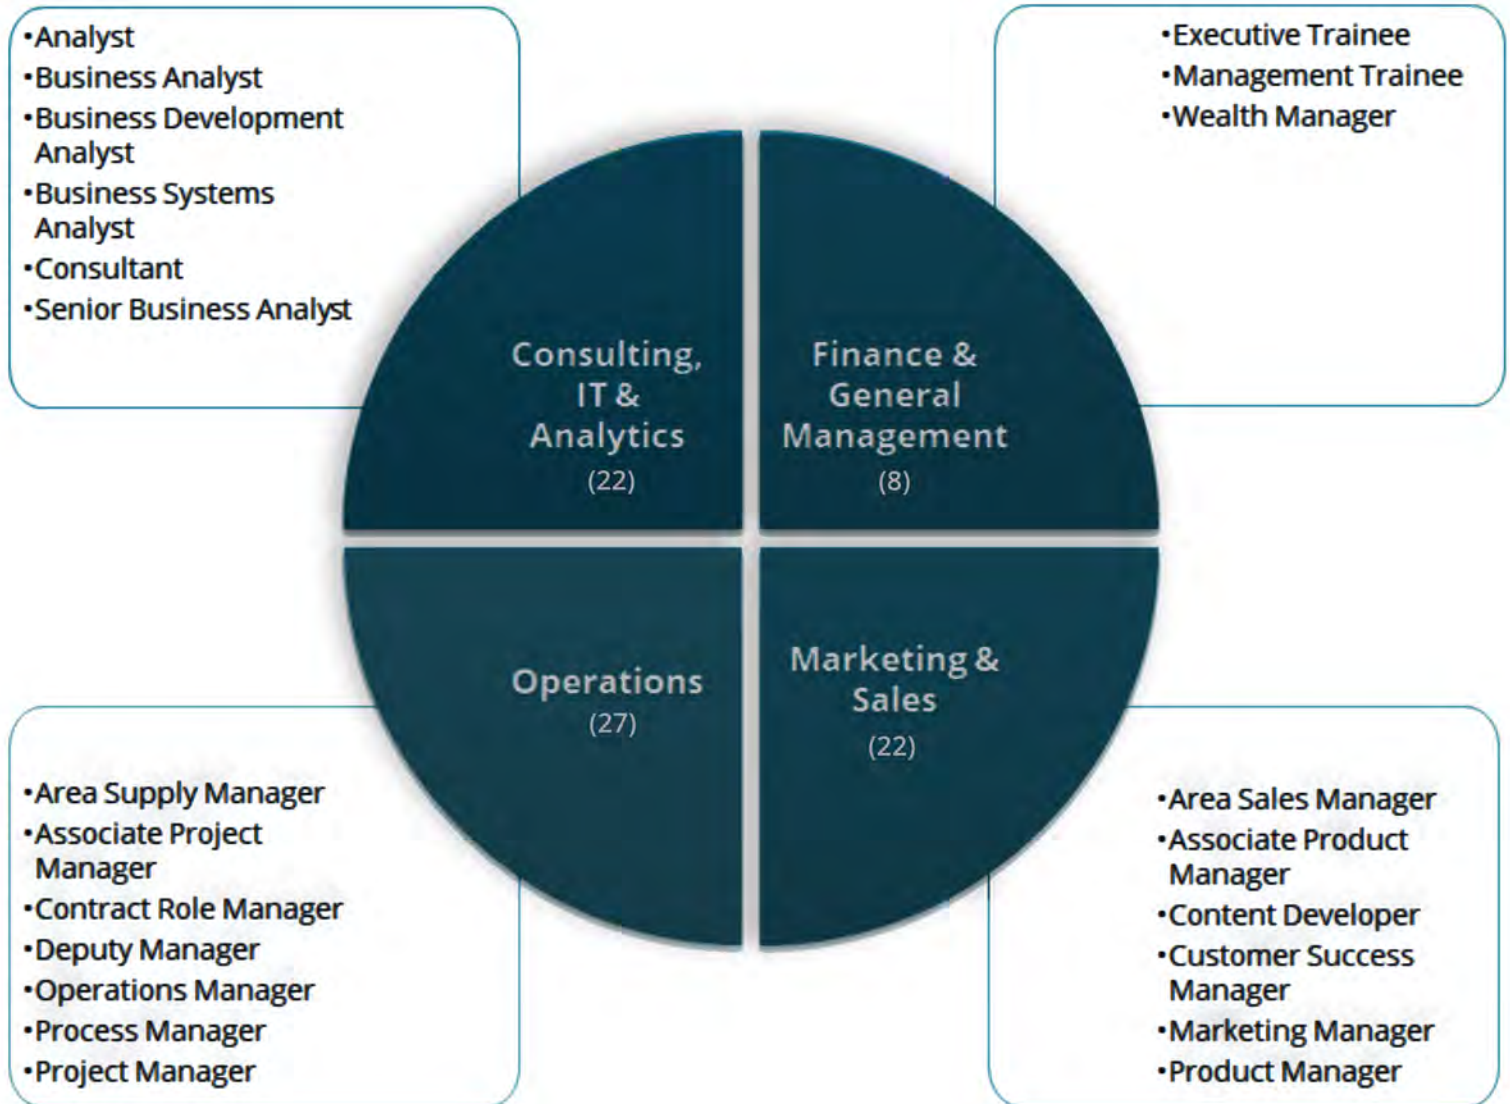 •Analyst
•Business Analyst
•Business Development
Analyst
•Business Systems
Analyst
•Consultant
•Senior Business Analyst
•Executive Trainee
•Management Trainee
•Wealth Manager
Consulting,
IT &
Analytics
(22)
Finance &
General
Management
(8)
Operations
(27)
Marketing &
Sales
(22)
•Area Supply Manager
•Associate Project
Manager
•Contract Role Manager
•Deputy Manager
•Operations Manager
•Process Manager
•Project Manager
•Area Sales Manager
•Associate Product
Manager
•Content Developer
•Customer Success
Manager
•Marketing Manager
•Product Manager